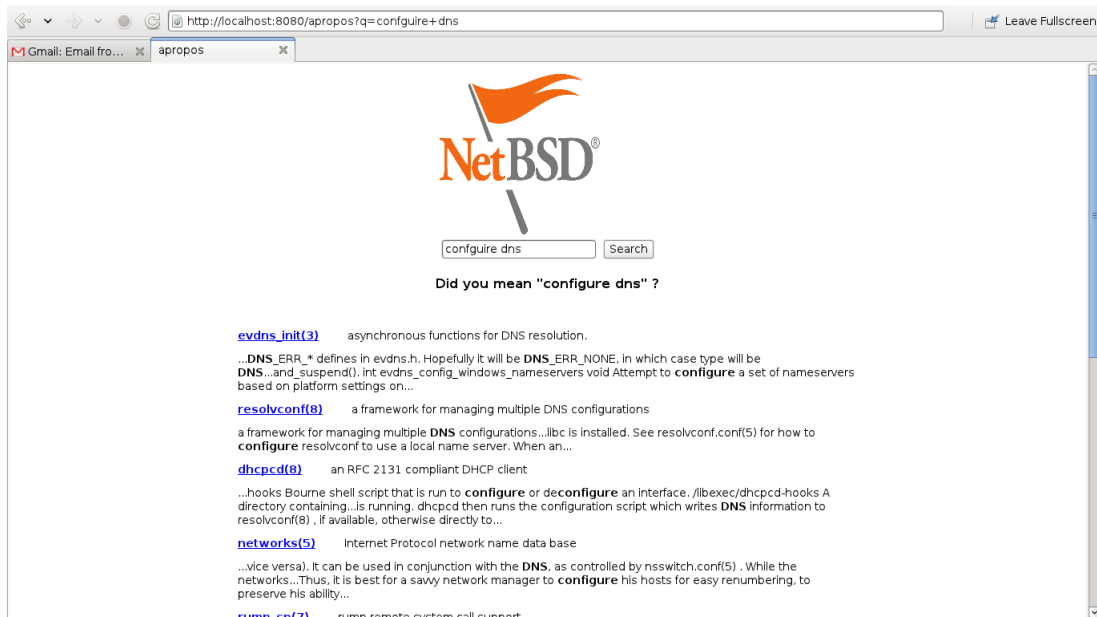 http://localhost:8080/apropos?q=confguire+dns
Leave Fullscreen
Gmail: Email fro...
apropos
NetBSD®
confguire dns
Search
Did you mean "configure dns" ?
evdns_init(3) asynchronous functions for DNS resolution.
...DNS_ERR_* defines in evdns.h. Hopefully it will be DNS_ERR_NONE, in which case type will be
DNS...and_suspend(). int evdns_config_windows_nameservers void Attempt to configure a set of nameservers
based on platform settings on...
resolvconf(8) a framework for managing multiple DNS configurations
a framework for managing multiple DNS configurations...libc is installed. See resolvconf.conf(5) for how to
configure resolvconf to use a local name server. When an...
dhcpcd(8) an RFC 2131 compliant DHCP client
...hooks Bourne shell script that is run to configure or deconfigure an interface. /libexec/dhcpcd-hooks A
directory containing...is running. dhcpcd then runs the configuration script which writes DNS information to
resolvconf(8) , if available, otherwise directly to...
networks(5) Internet Protocol network name data base
...vice versa). It can be used in conjunction with the DNS, as controlled by nsswitch.conf(5) . While the
networks...Thus, it is best for a savvy network manager to configure his hosts for easy renumbering, to
preserve his ability...
rump_sp(7) rump remote system call support